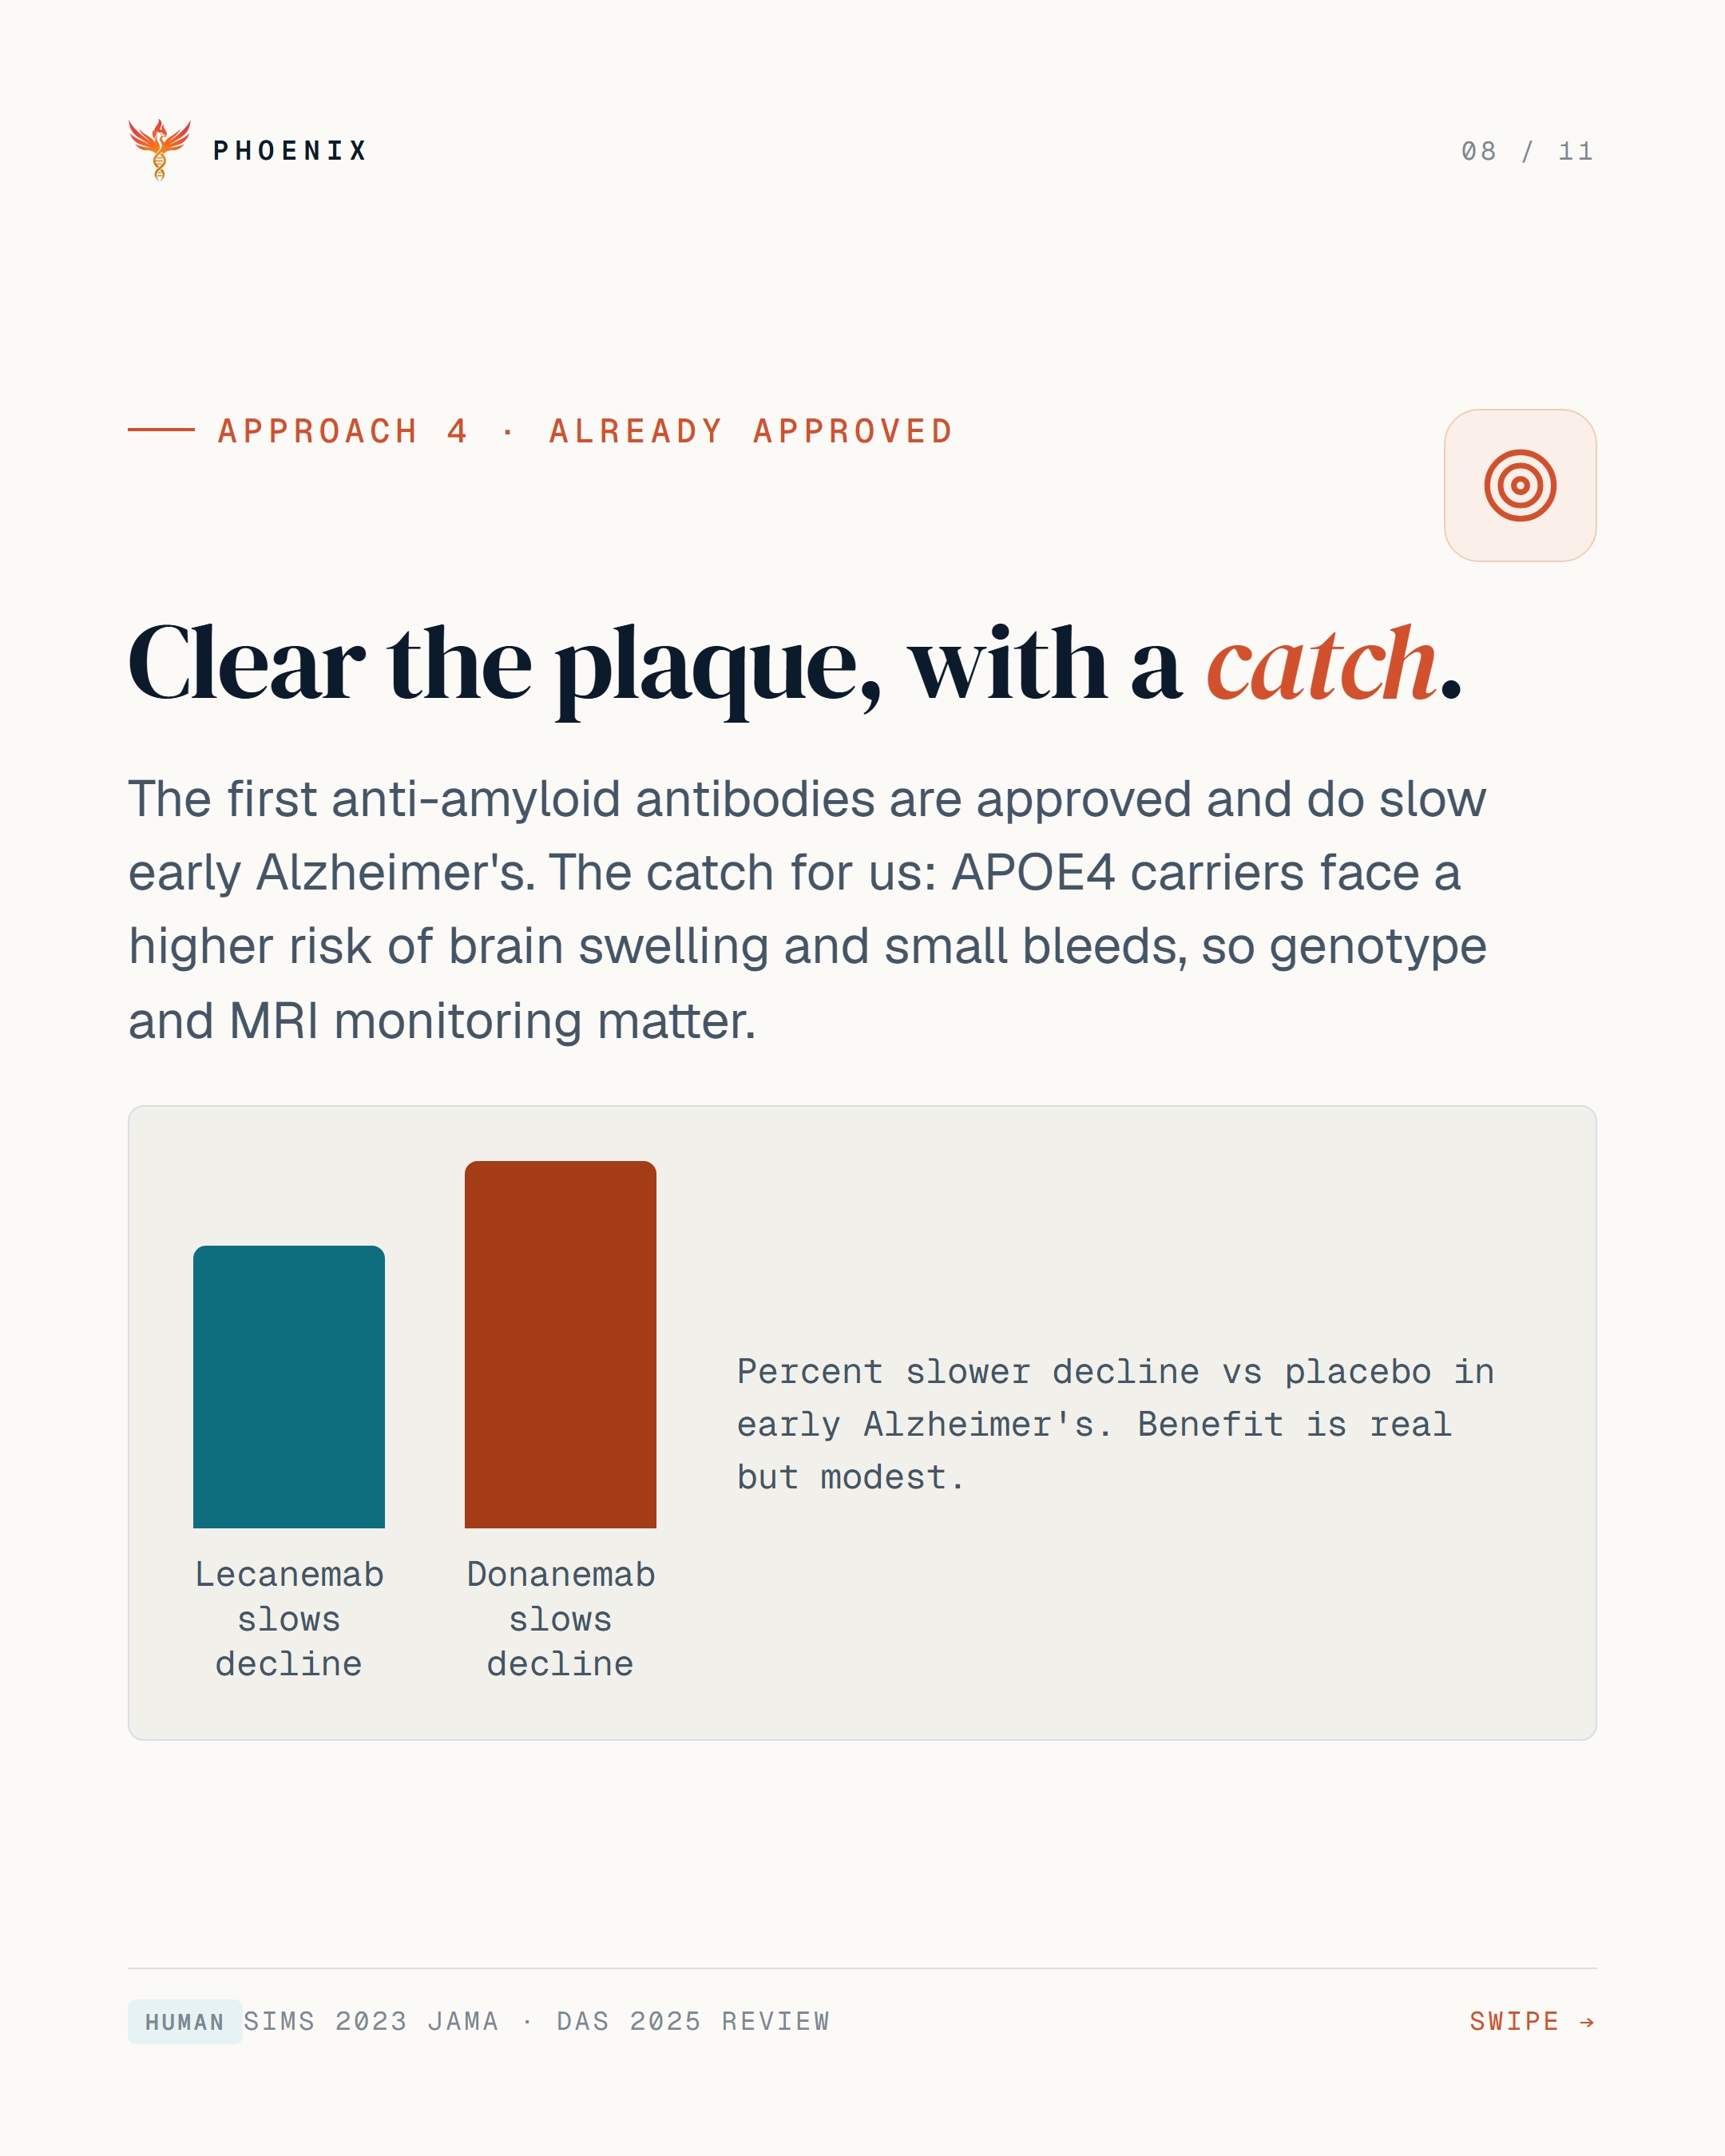 PHOENIX
08 / 11
APPROACH 4 · ALREADY APPROVED
Clear the plaque, with a catch.
The first anti-amyloid antibodies are approved and do slow
early Alzheimer's. The catch for us: APOE4 carriers face a
higher risk of brain swelling and small bleeds, so genotype
and MRI monitoring matter.
Lecanemab
slows
decline
Donanemab
slows
decline
Percent slower decline vs placebo in
early Alzheimer's. Benefit is real
but modest.
HUMAN SIMS 2023 JAMA · DAS 2025 REVIEW
SWIPE →